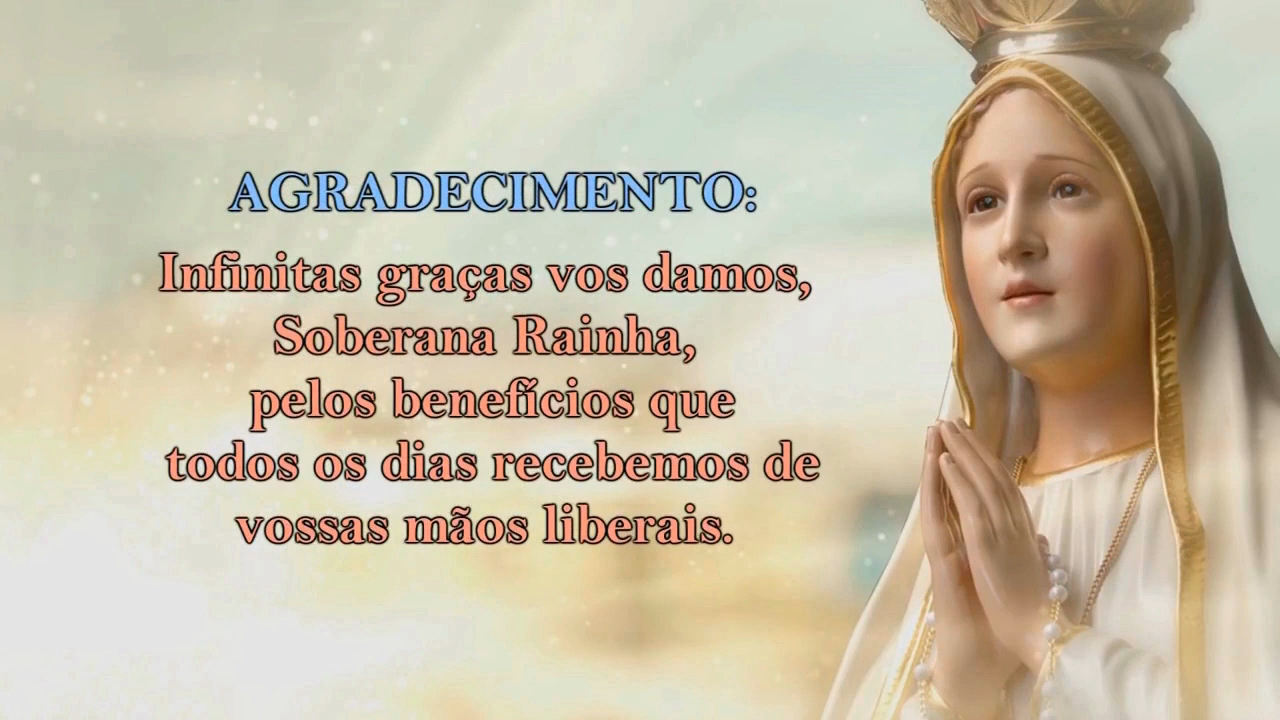 AGRADECIMENTO:
Infinitas graças vos damos,
Soberana Rainha,
pelos benefícios que
todos os dias recebemos de
vossas mãos liberais.